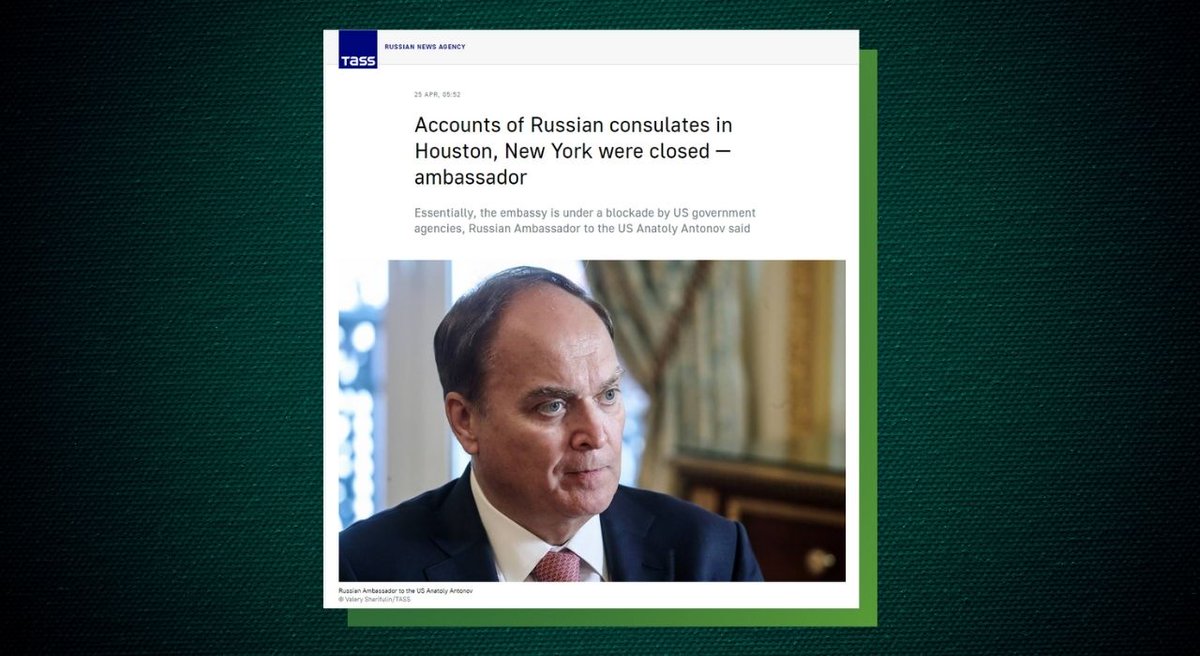 TASS
RUSSIAN NEWS AGENCY
25 APR, 05:52
Accounts of Russian consulates in
Houston, New York were closed —
ambassador
Essentially, the embassy is under a blockade by US government
agencies, Russian Ambassador to the US Anatoly Antonov said
Russian Ambassador to the US Anatoly Antonov
© Valery Sharifulin/TASS